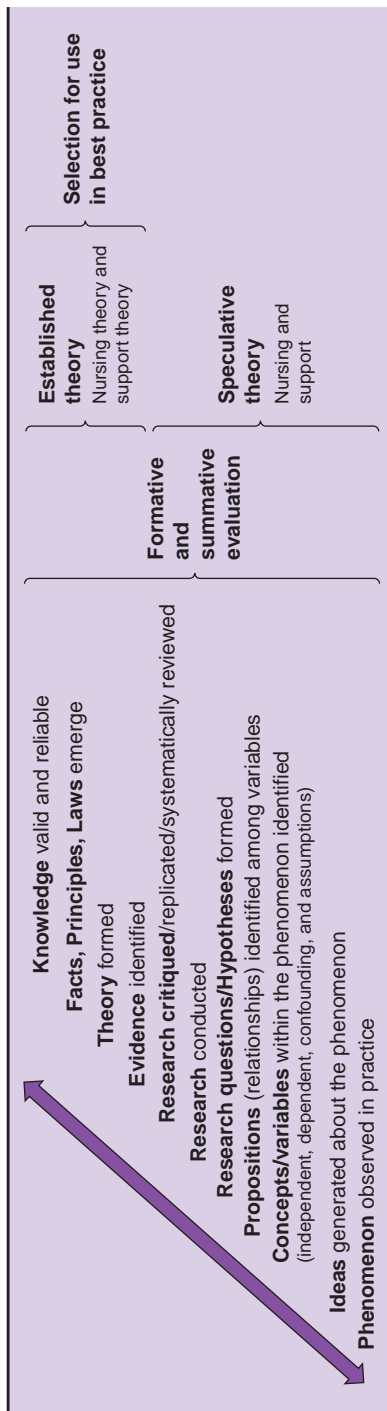 Knowledge valid and reliable
Facts, Principles, Laws emerge
Theory formed
Evidence identified
Research critiqued/replicated/systematically reviewed
Research conducted
Research questions/Hypotheses formed
Propositions (relationships) identified among variables
Concepts/variables within the phenomenon identified
(independent, dependent, confounding, and assumptions)
Ideas generated about the phenomenon
Phenomenon observed in practice
Formative
and
summative
evaluation
Established
theory
Nursing theory and
support theory
Speculative
theory
Nursing and
support
Selection for use
in best practice